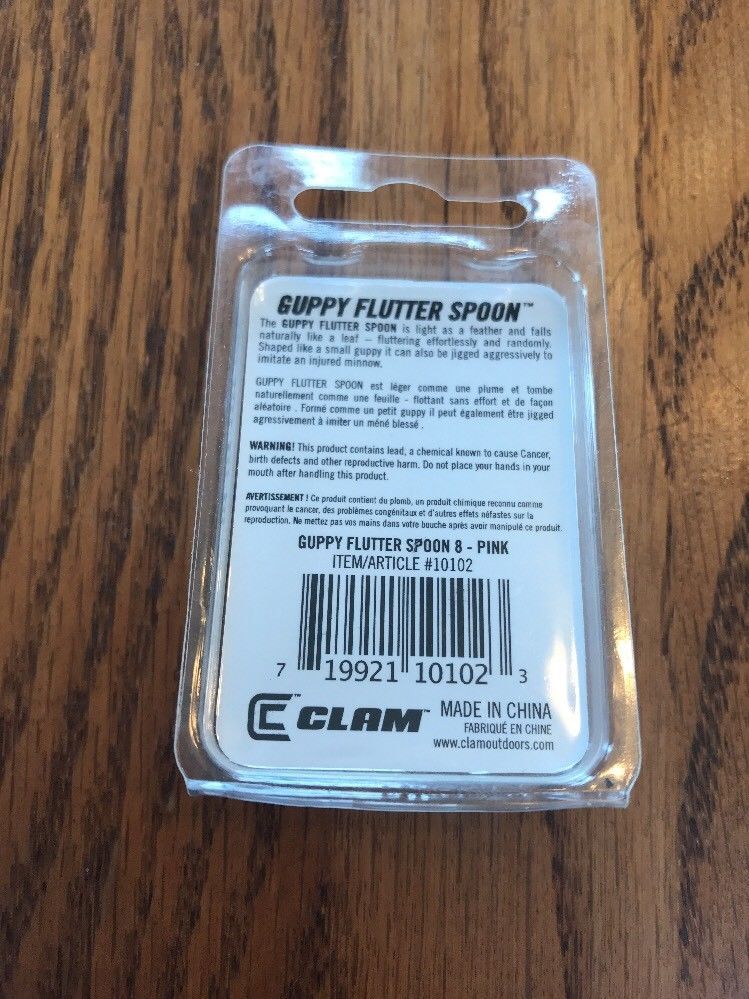 GUPPY FLUTTER SPOON™
The GUPPY FLUTTER SPOON is light as a feather and falls
naturally like a leaf – fluttering effortlessly and randomly.
Shaped like a small guppy it can also be jigged aggressively to
imitate an injured minnow.
GUPPY FLUTTER SPOON est léger comme une plume et tombe
naturellement comme une feuille - flottant sans effort et de façon
aléatoire . Formé comme un petit guppy il peut également être jigged
agressivement à imiter un méné blessé .
WARNING! This product contains lead, a chemical known to cause Cancer,
birth defects and other reproductive harm. Do not place your hands in your
mouth after handling this product.
AVERTISSEMENT ! Ce produit contient du plomb, un produit chimique reconnu comme
provoquant le cancer, des problèmes congénitaux et d'autres effets néfastes sur la
reproduction. Ne mettez pas vos mains dans votre bouche après avoir manipulé ce produit.
GUPPY FLUTTER SPOON 8 - PINK
ITEM/ARTICLE #10102
7 19921 10102 3
CLAM™ MADE IN CHINA
FABRIQUÉ EN CHINE
www.clamoutdoors.com